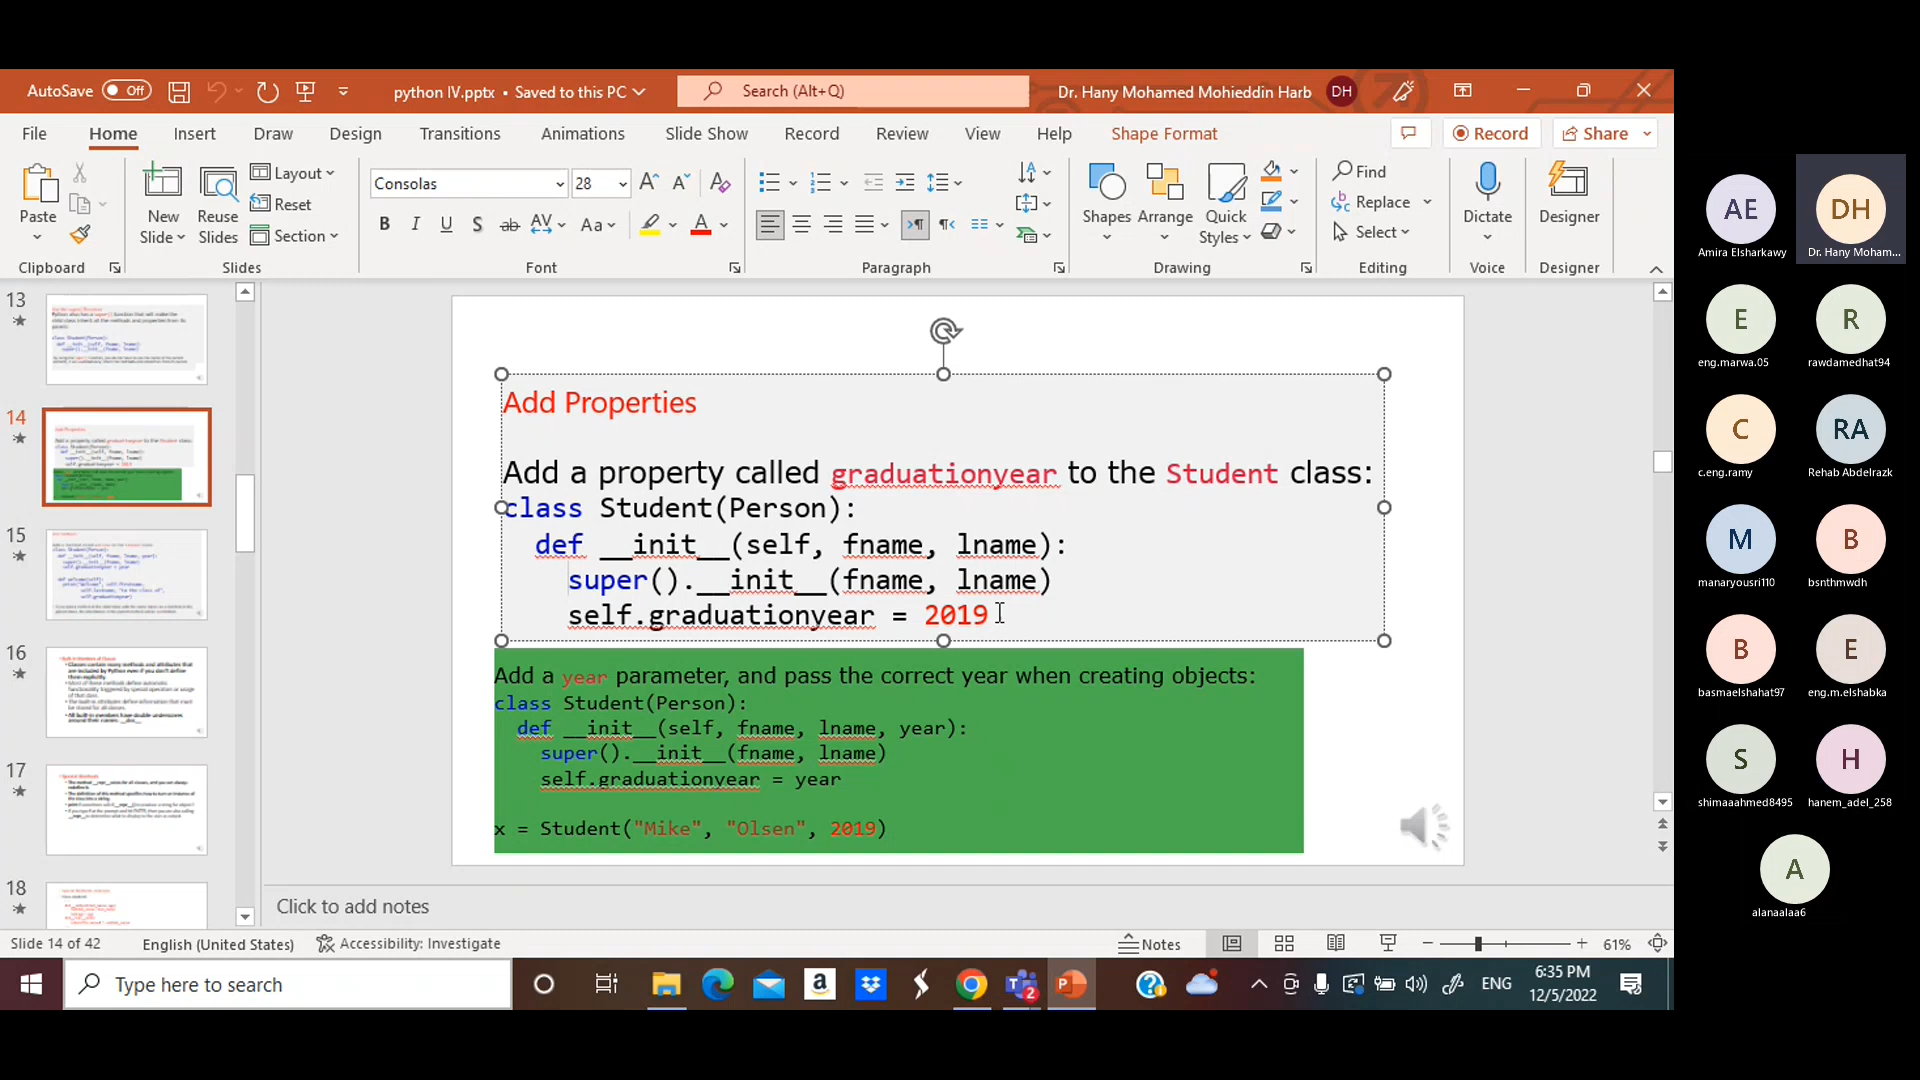 AutoSave Off python IV.pptx • Saved to this PC Search (Alt+Q) Dr. Hany Mohamed Mohieddin Harb DH
File Home Insert Draw Design Transitions Animations Slide Show Record Review View Help Shape Format Record Share
Paste
New Slide
Reuse Slides
Layout
Reset
Section
Consolas 28
B I U S ab AV Aa A
Shapes Arrange Quick Styles
Find
Replace
Select
Dictate Designer
Clipboard Slides Font Paragraph Drawing Editing Voice Designer
13
14
15
16
17
18
Add Properties
Add a property called graduationyear to the Student class:
class Student(Person):
def __init__(self, fname, lname):
super().__init__(fname, lname)
self.graduationyear = 2019
Add a year parameter, and pass the correct year when creating objects:
class Student(Person):
def __init__(self, fname, lname, year):
super().__init__(fname, lname)
self.graduationyear = year
x = Student("Mike", "Olsen", 2019)
Click to add notes
Slide 14 of 42 English (United States) Accessibility: Investigate Notes 61%
Type here to search
2
ENG
6:35 PM
12/5/2022
AE DH
Amira Elsharkawy Dr. Hany Moham...
E R
eng.marwa.05 rawdamedhat94
C RA
c.eng.ramy Rehab Abdelrazk
M B
manaryousri110 bsnthmwdh
B E
basmaelshahat97 eng.m.elshabka
S H
shimaaahmed8495 hanem_adel_258
A
alanaalaa6